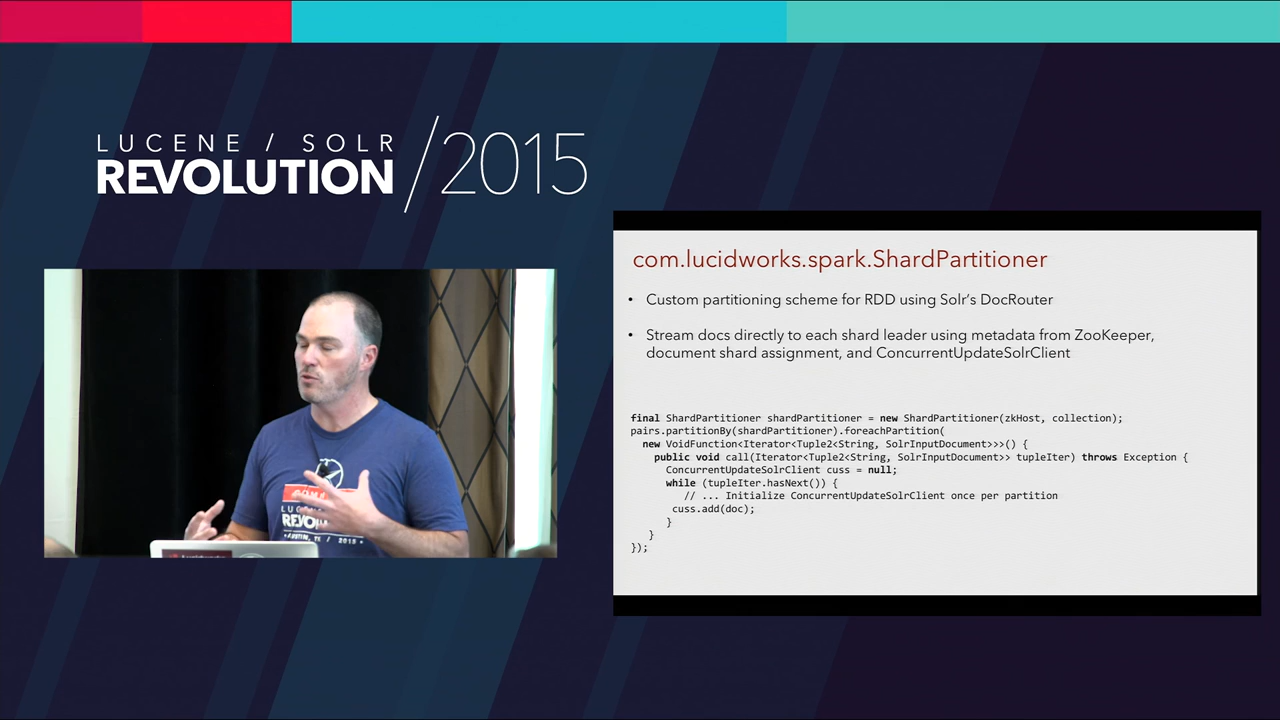 LUCENE / SOLR
REVOLUTION /2015
com.lucidworks.spark.ShardPartitioner
• Custom partitioning scheme for RDD using Solr's DocRouter
• Stream docs directly to each shard leader using metadata from ZooKeeper,
document shard assignment, and ConcurrentUpdateSolrClient
final ShardPartitioner shardPartitioner = new ShardPartitioner(zkHost, collection);
pairs.partitionBy(shardPartitioner).foreachPartition(
new VoidFunction<Iterator<Tuple2<String, SolrInputDocument>>>() {
public void call(Iterator<Tuple2<String, SolrInputDocument>> tupleIter) throws Exception {
ConcurrentUpdateSolrClient cuss = null;
while (tupleIter.hasNext()) {
// ... Initialize ConcurrentUpdateSolrClient once per partition
cuss.add(doc);
}
}
});